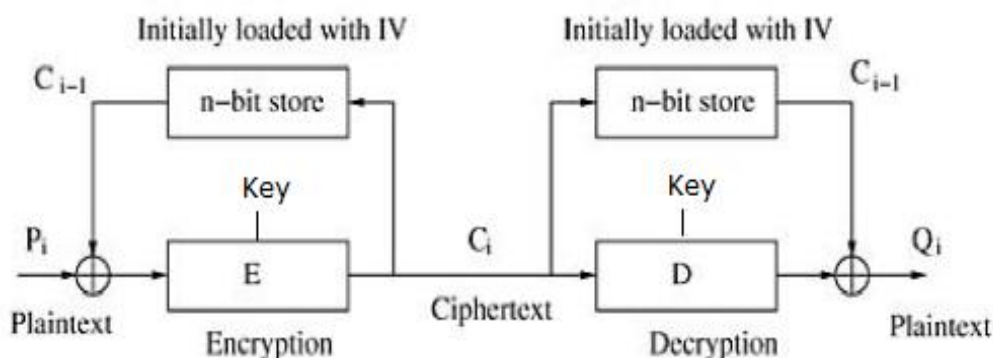 Initially loaded with IV
Initially loaded with IV
C i−1
n−bit store
n−bit store
C i−1
Key
Key
Pi
E
Ci
D
Qi
Plaintext
Ciphertext
Plaintext
Encryption
Decryption